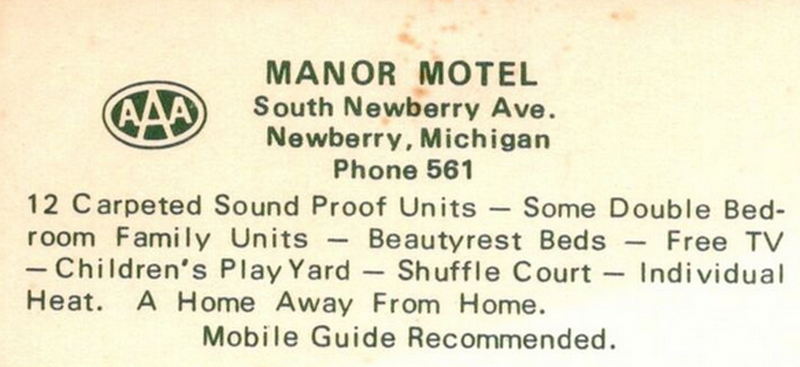 MANOR MOTEL
AAA
South Newberry Ave.
Newberry, Michigan
Phone 561
12 Carpeted Sound Proof Units — Some Double Bed-
room Family Units — Beautyrest Beds — Free TV
— Children's Play Yard — Shuffle Court — Individual
Heat. A Home Away From Home.
Mobile Guide Recommended.